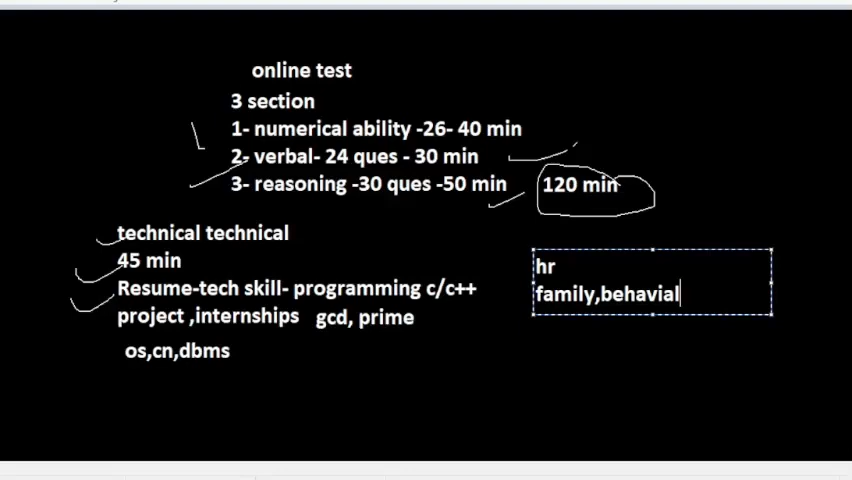 online test
3 section
1- numerical ability -26- 40 min
2- verbal- 24 ques - 30 min
3- reasoning -30 ques -50 min
120 min
technical technical
45 min
Resume-tech skill- programming c/c++
project ,internships
gcd, prime
os,cn,dbms
hr
family,behavial